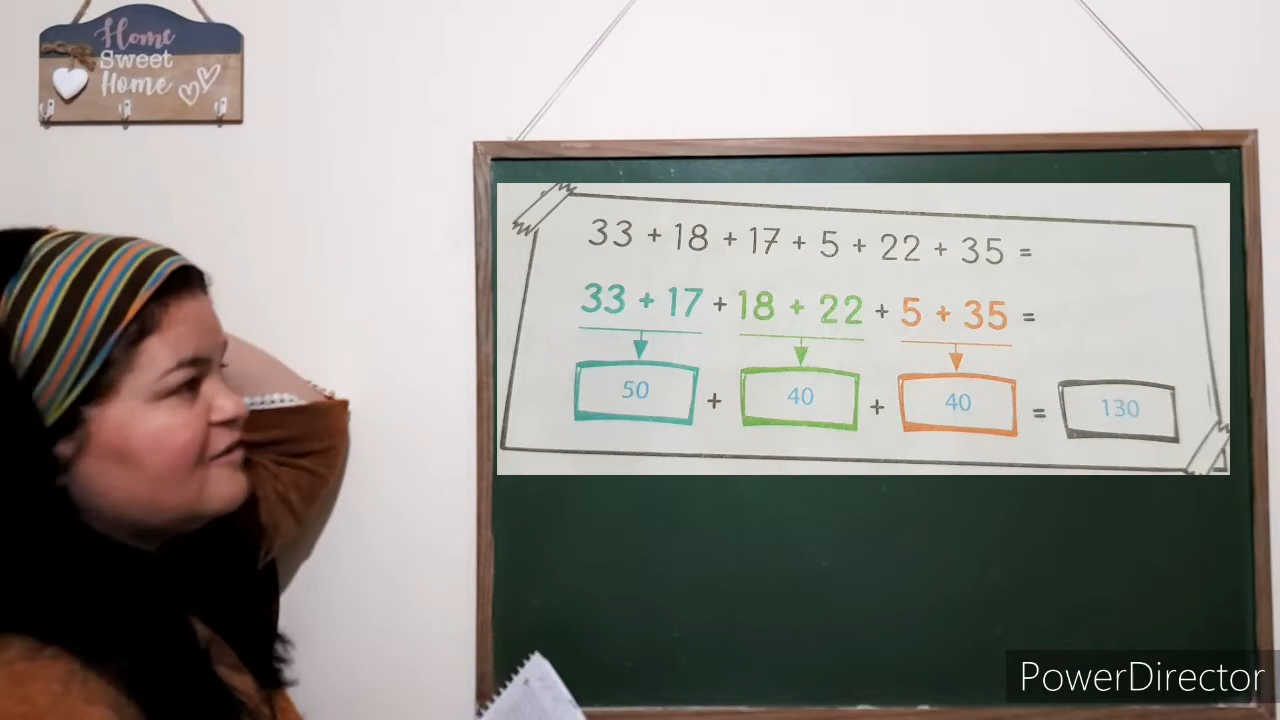 Home
Sweet
Home
33 + 18 + 17 + 5 + 22 + 35 =
33 + 17 + 18 + 22 + 5 + 35 =
50 + 40 + 40 = 130
PowerDirector